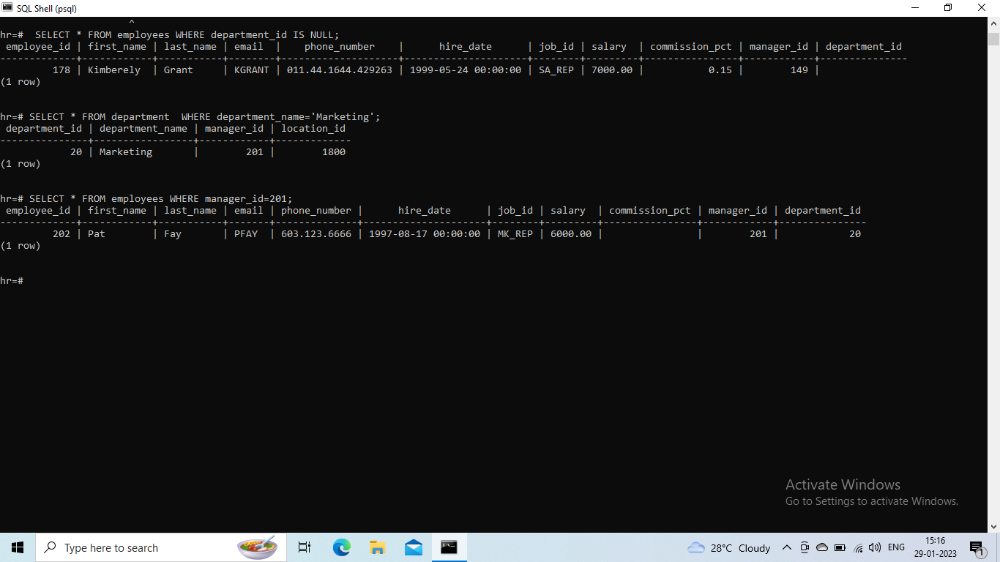 SQL Shell (psql)
^
hr=#  SELECT * FROM employees WHERE department_id IS NULL;
 employee_id | first_name | last_name | email  |    phone_number    |      hire_date      | job_id | salary  | commission_pct | manager_id | department_id
-------------+------------+-----------+--------+--------------------+---------------------+--------+---------+----------------+------------+---------------
         178 | Kimberely  | Grant     | KGRANT | 011.44.1644.429263 | 1999-05-24 00:00:00 | SA_REP | 7000.00 |           0.15 |        149 |
(1 row)
hr=# SELECT * FROM department  WHERE department_name='Marketing';
 department_id | department_name | manager_id | location_id
---------------+-----------------+------------+-------------
            20 | Marketing       |        201 |        1800
(1 row)
hr=# SELECT * FROM employees WHERE manager_id=201;
 employee_id | first_name | last_name | email | phone_number |      hire_date      | job_id | salary  | commission_pct | manager_id | department_id
-------------+------------+-----------+-------+--------------+---------------------+--------+---------+----------------+------------+---------------
         202 | Pat        | Fay       | PFAY  | 603.123.6666 | 1997-08-17 00:00:00 | MK_REP | 6000.00 |                |        201 |            20
(1 row)
hr=#
Activate Windows
Go to Settings to activate Windows.
Type here to search
28°C Cloudy
ENG
15:16
29-01-2023
1